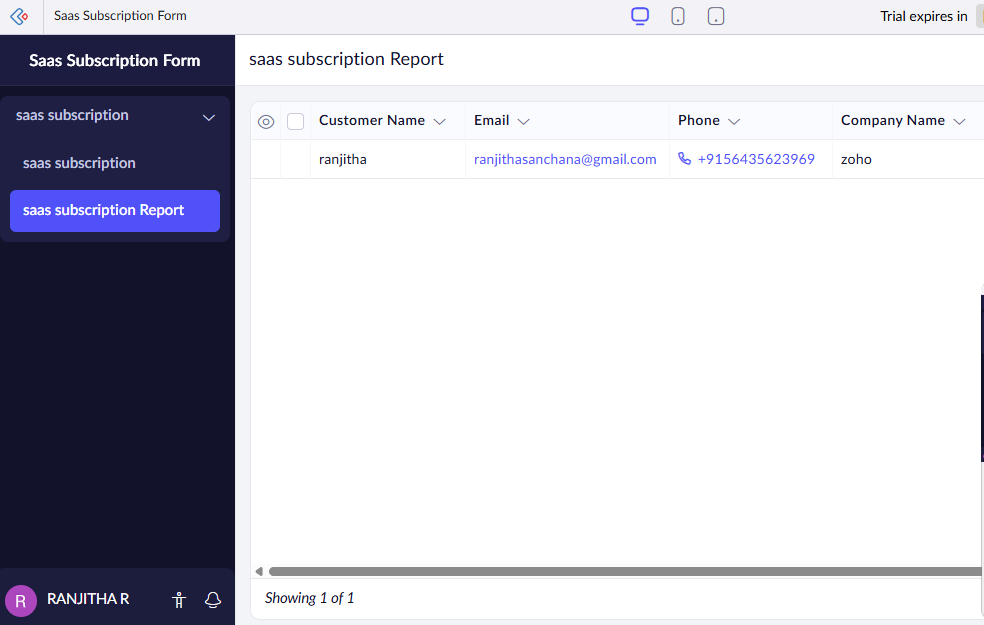 Saas Subscription Form
Trial expires in
Saas Subscription Form
saas subscription
saas subscription
saas subscription Report
saas subscription Report
Customer Name Email Phone Company Name
ranjitha ranjithasanchana@gmail.com +9156435623969 zoho
Showing 1 of 1
R RANJITHA R